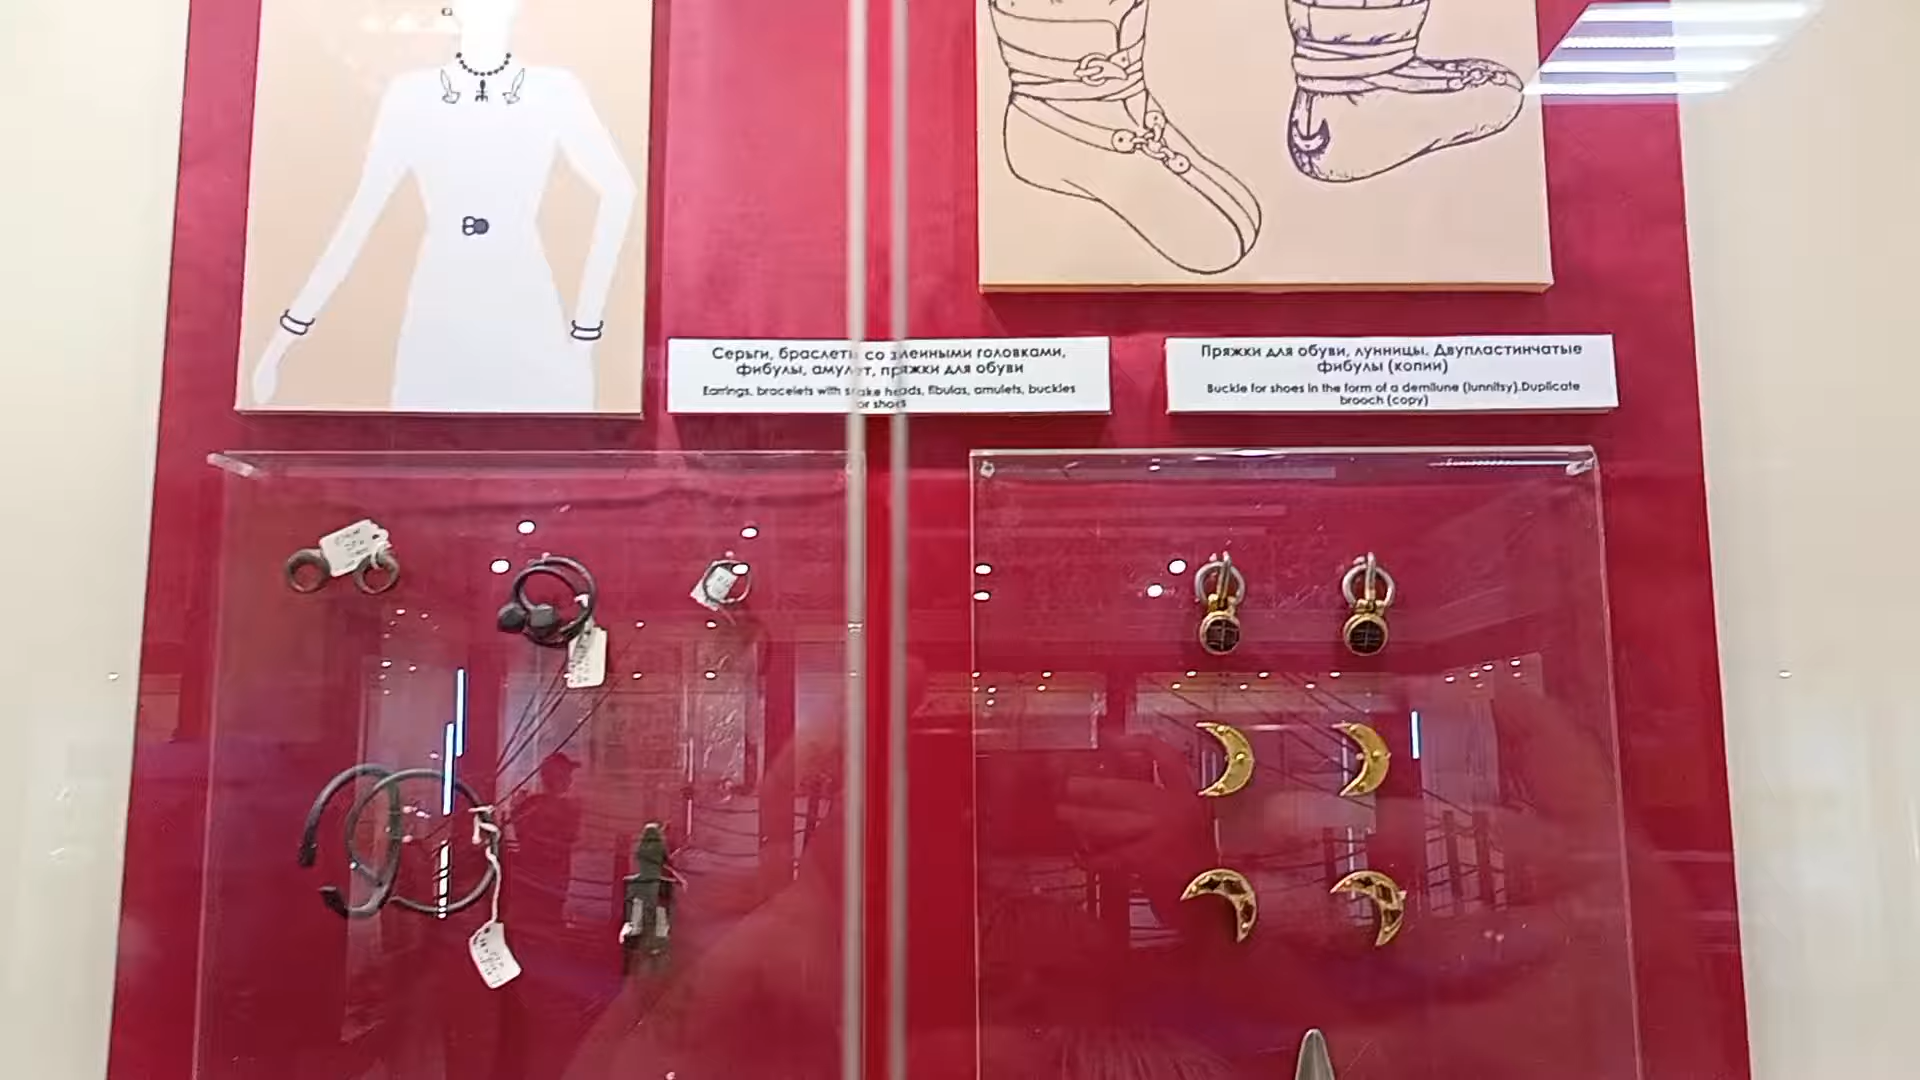 Серьги, браслеты со змеиными головками,
фибулы, амулет, пряжки для обуви
Earrings, bracelets with snake heads, fibulas, amulets, buckles
for shoes
Пряжки для обуви, лунницы. Двупластинчатые
фибулы (копии)
Buckle for shoes in the form of a demilune (lunnitsy).Duplicate
brooch (copy)